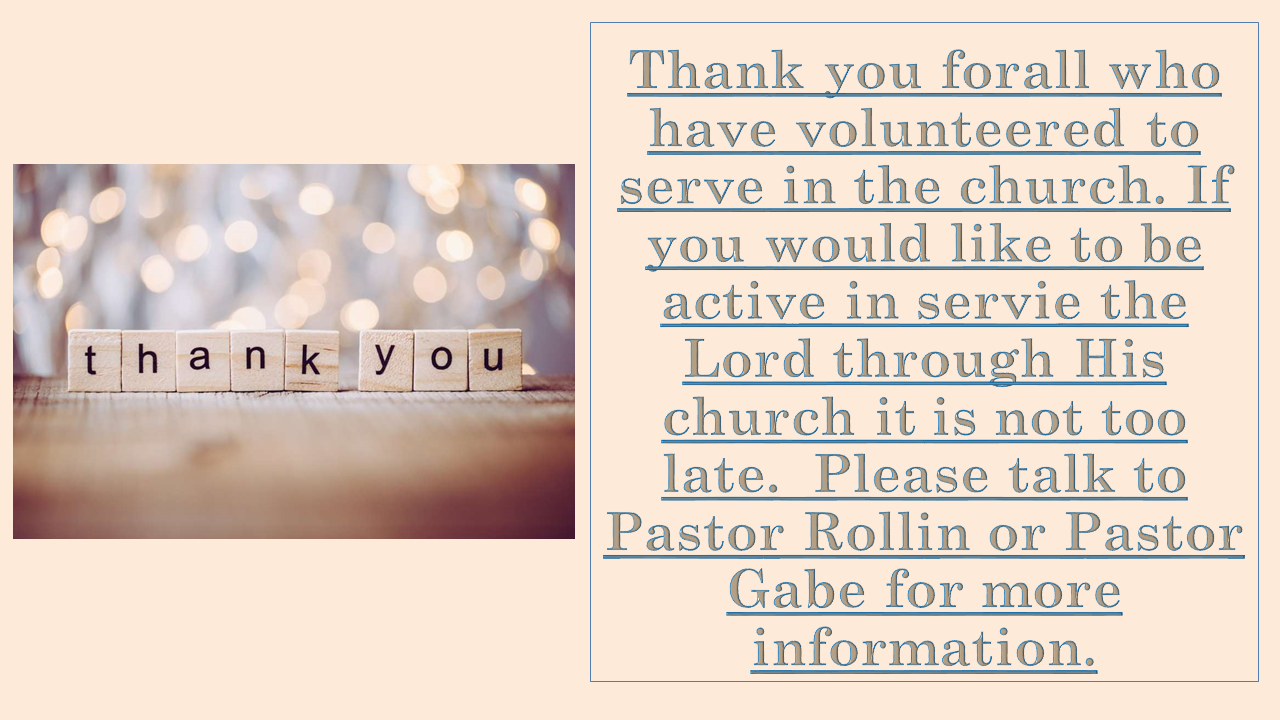 thank you
Thank you forall who
have volunteered to
serve in the church. If
you would like to be
active in servie the
Lord through His
church it is not too
late.  Please talk to
Pastor Rollin or Pastor
Gabe for more
information.